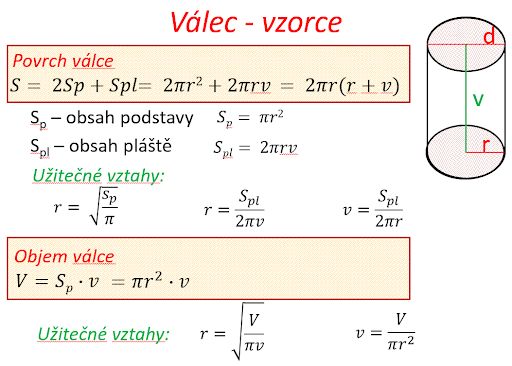 Válec - vzorce
Povrch válce
S = 2Sp + Spl= 2πr² + 2πrv = 2πr(r + v)
Sp – obsah podstavy Sp = πr²
Spl – obsah pláště Spl = 2πrv
Užitečné vztahy:
r = √(Sp/π) r = Spl/2πv v = Spl/2πr
Objem válce
V = Sp · v = πr² · v
Užitečné vztahy: r = √(V/πv) v = V/πr²
d
v
r